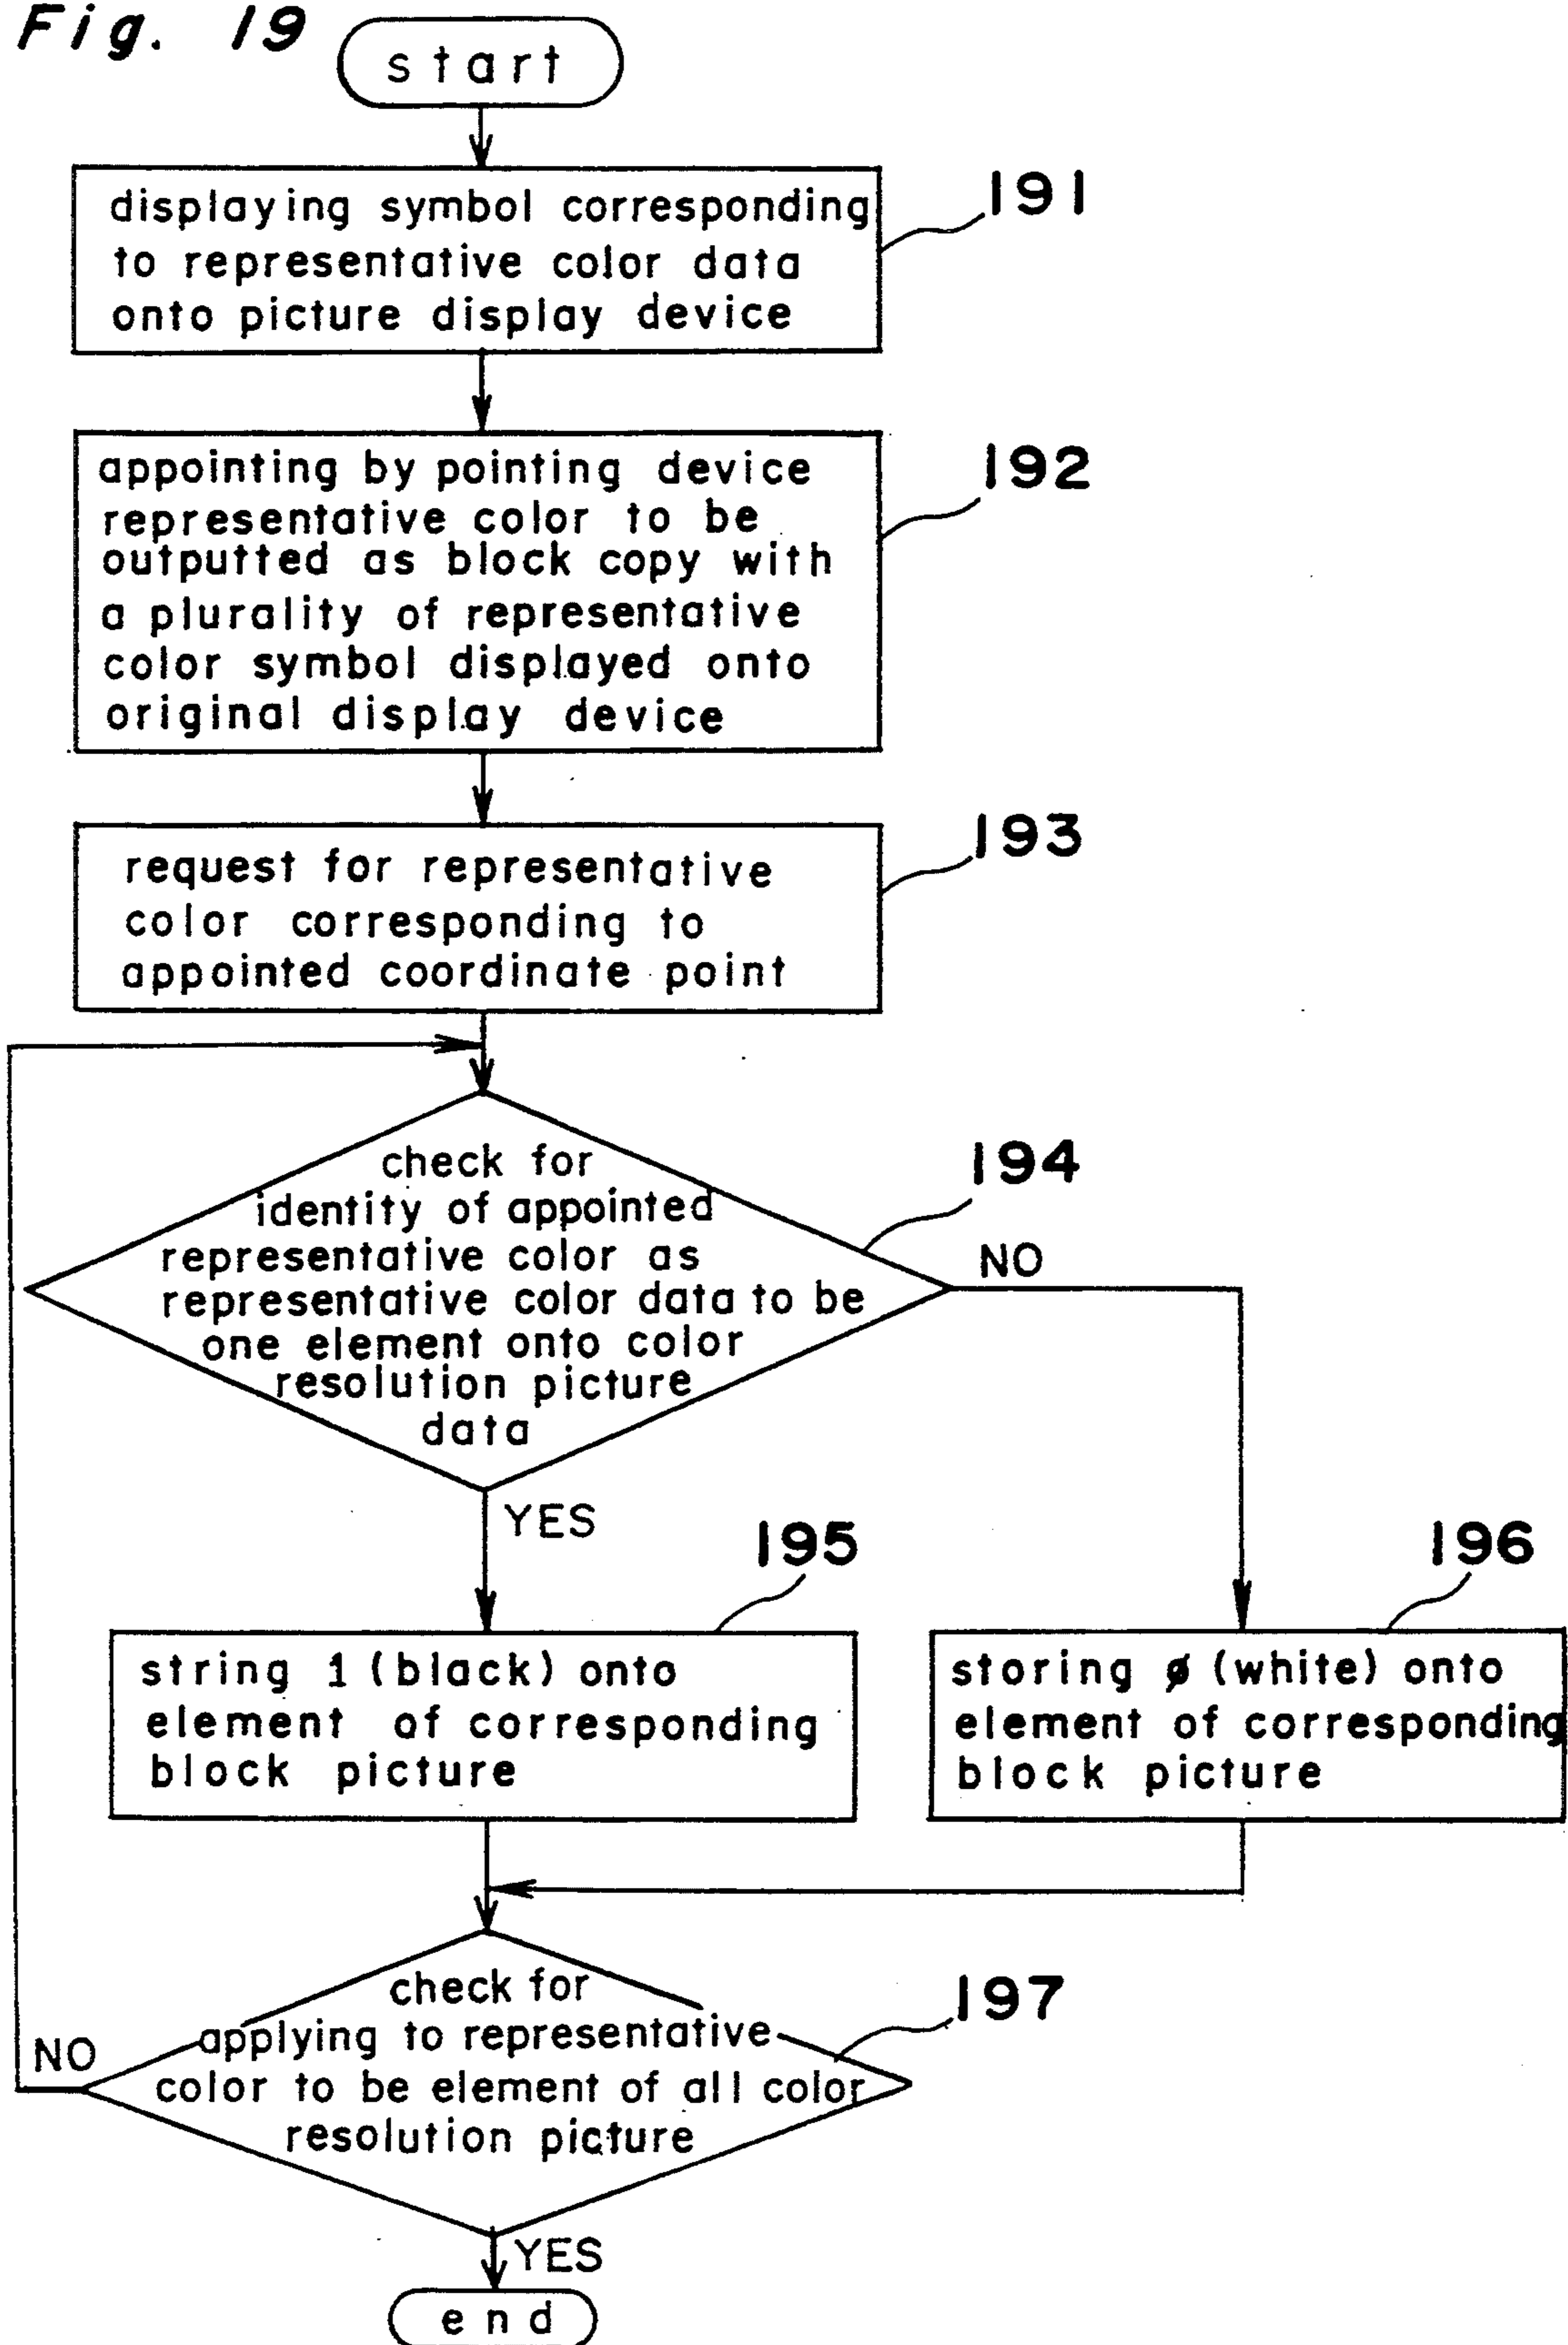 Fig. 19
start
displaying symbol corresponding
to representative color data
onto picture display device
191
appointing by pointing device
representative color to be
outputted as block copy with
a plurality of representative
color symbol displayed onto
original display device
192
request for representative
color corresponding to
appointed coordinate point
193
check for
identity of appointed
representative color as
representative color data to be
one element onto color
resolution picture
data
194
NO
YES
195
string 1 (black) onto
element of corresponding
block picture
196
storing ø (white) onto
element of corresponding
block picture
check for
applying to representative
color to be element of all color
resolution picture
197
NO
YES
end